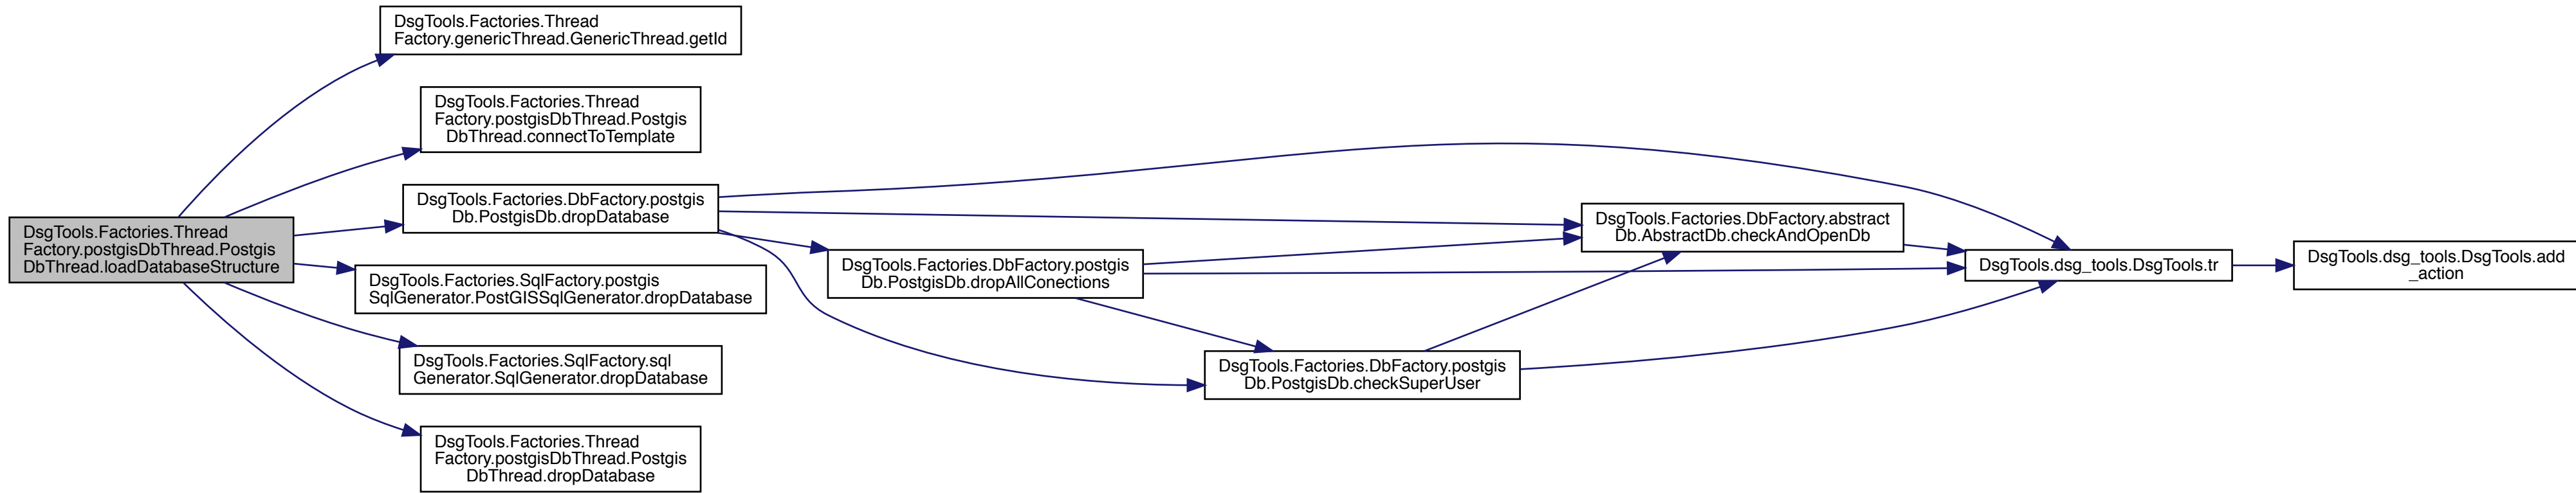 DsgTools.Factories.Thread
Factory.genericThread.GenericThread.getId
DsgTools.Factories.Thread
Factory.postgisDbThread.Postgis
DbThread.connectToTemplate
DsgTools.Factories.DbFactory.postgis
Db.PostgisDb.dropDatabase
DsgTools.Factories.Thread
Factory.postgisDbThread.Postgis
DbThread.loadDatabaseStructure
DsgTools.Factories.SqlFactory.postgis
SqlGenerator.PostGISSqlGenerator.dropDatabase
DsgTools.Factories.SqlFactory.sql
Generator.SqlGenerator.dropDatabase
DsgTools.Factories.Thread
Factory.postgisDbThread.Postgis
DbThread.dropDatabase
DsgTools.Factories.DbFactory.postgis
Db.PostgisDb.dropAllConections
DsgTools.Factories.DbFactory.postgis
Db.PostgisDb.checkSuperUser
DsgTools.Factories.DbFactory.abstract
Db.AbstractDb.checkAndOpenDb
DsgTools.dsg_tools.DsgTools.tr
DsgTools.dsg_tools.DsgTools.add
_action